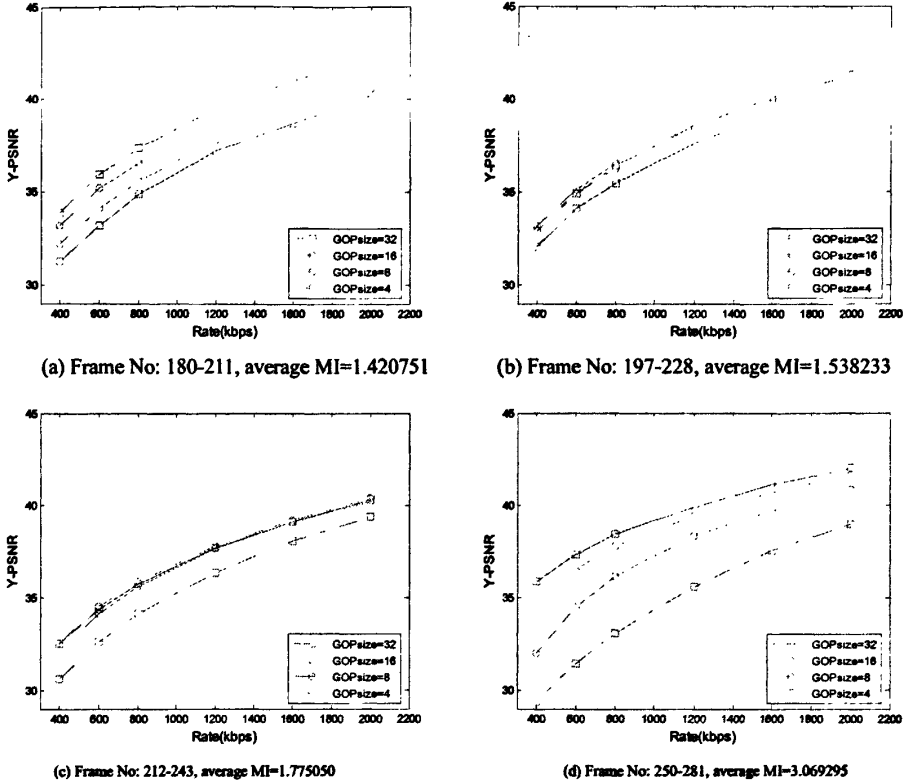 45
40
35
30
Y-PSNR
400 600 800 1000 1200 1400 1600 1800 2000 2200
Rate(kbps)
GOPsize=32
GOPsize=16
GOPsize=8
GOPsize=4
(a) Frame No: 180-211, average MI=1.420751
45
40
35
30
Y-PSNR
400 600 800 1000 1200 1400 1600 1800 2000 2200
Rate(kbps)
GOPsize=32
GOPsize=16
GOPsize=8
GOPsize=4
(b) Frame No: 197-228, average MI=1.538233
45
40
35
30
Y-PSNR
400 600 800 1000 1200 1400 1600 1800 2000 2200
Rate(kbps)
GOPsize=32
GOPsize=16
GOPsize=8
GOPsize=4
(c) Frame No: 212-243, average MI=1.775050
45
40
35
30
Y-PSNR
400 600 800 1000 1200 1400 1600 1800 2000 2200
Rate(kbps)
GOPsize=32
GOPsize=16
GOPsize=8
GOPsize=4
(d) Frame No: 250-281, average MI=3.069295